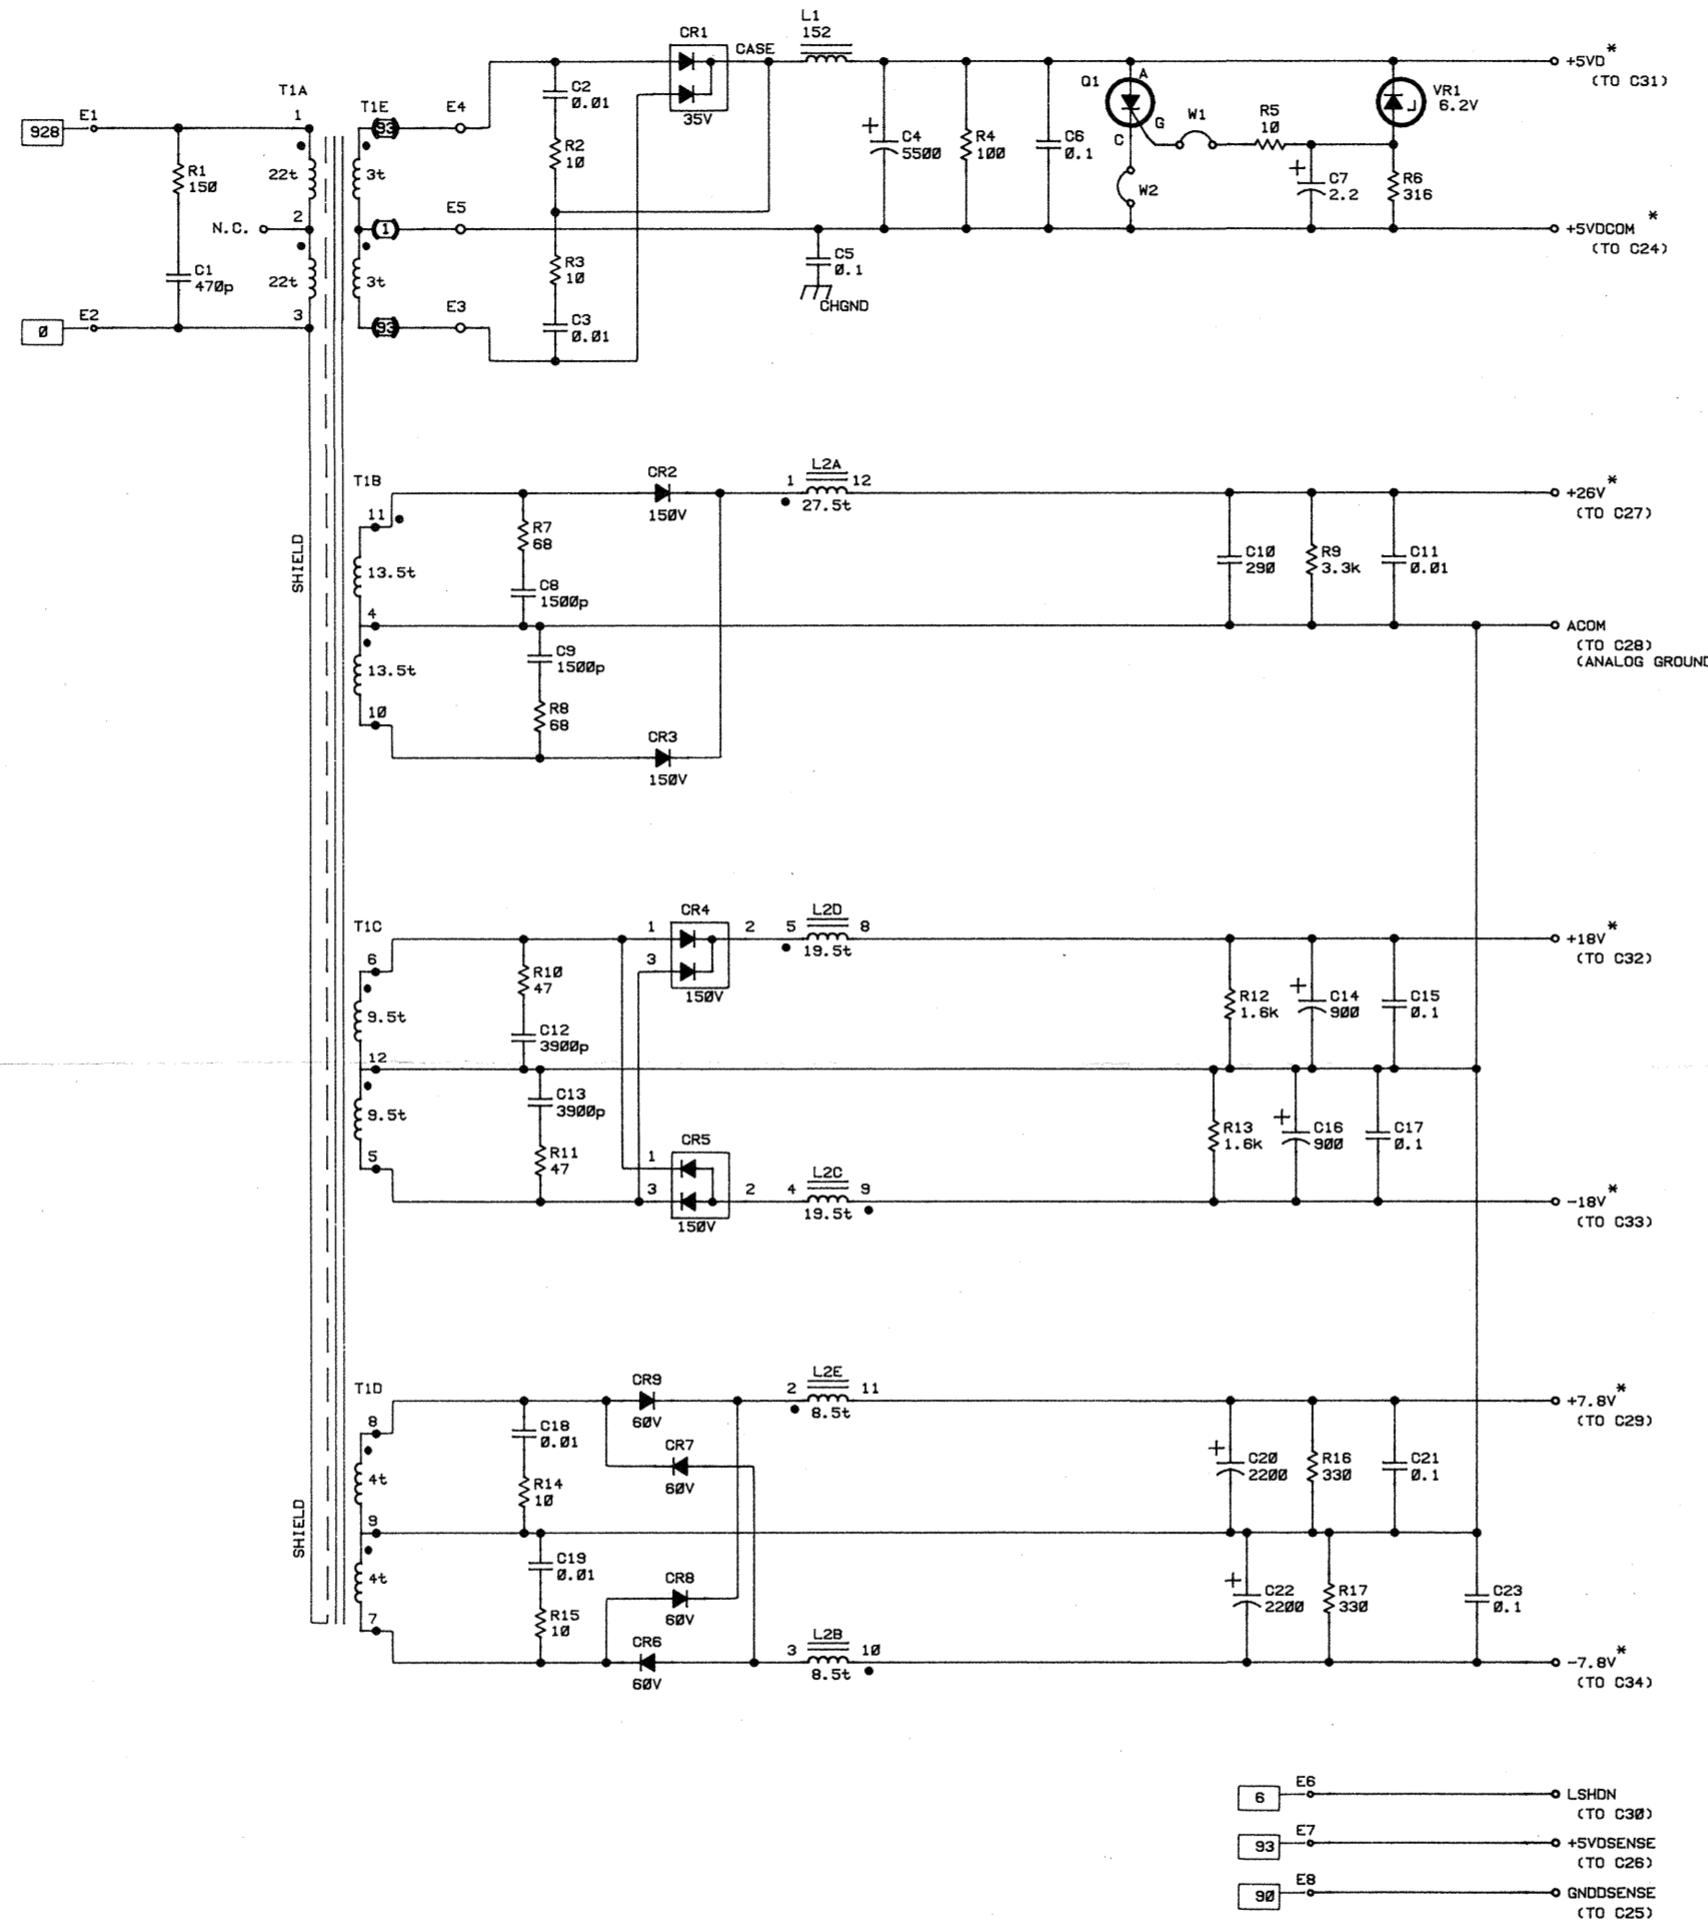 L1
152
CR1
CASE
35V
+5VD*
(TO C31)
T1A
T1E
E1
928
1
22t
2
N.C.
22t
3
E2
0
R1
150
C1
470p
93
E4
3t
1
E5
3t
93
E3
C2
0.01
R2
10
R3
10
C3
0.01
C5
0.1
CHGND
+
C4
5500
R4
100
C6
0.1
Q1
A
G
C
W1
W2
R5
10
+
C7
2.2
VR1
6.2V
R6
316
+5VDCOM*
(TO C24)
SHIELD
T1B
11
13.5t
4
13.5t
10
R7
68
C8
1500p
C9
1500p
R8
68
CR2
150V
CR3
150V
L2A
1
12
27.5t
C10
290
R9
3.3k
C11
0.01
+26V*
(TO C27)
ACOM
(TO C28)
(ANALOG GROUND
T1C
6
9.5t
12
9.5t
5
R10
47
C12
3900p
C13
3900p
R11
47
CR4
1
2
3
150V
CR5
1
3
2
150V
L2D
5
8
19.5t
L2C
4
9
19.5t
R12
1.6k
+
C14
900
C15
0.1
R13
1.6k
+
C16
900
C17
0.1
+18V*
(TO C32)
-18V*
(TO C33)
SHIELD
T1D
8
4t
9
4t
7
C18
0.01
R14
10
C19
0.01
R15
10
CR9
60V
CR7
60V
CR8
60V
CR6
60V
L2E
2
11
8.5t
L2B
3
10
8.5t
+
C20
2200
R16
330
C21
0.1
+
C22
2200
R17
330
C23
0.1
+7.8V*
(TO C29)
-7.8V*
(TO C34)
6
E6
LSHDN
(TO C30)
93
E7
+5VDSENSE
(TO C26)
90
E8
GNDDSENSE
(TO C25)